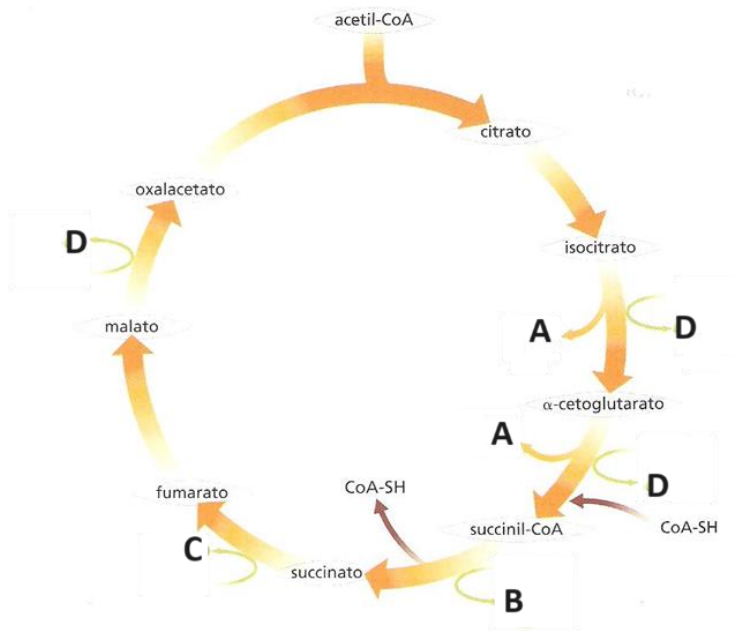 acetil-CoA
citrato
oxalacetato
isocitrato
D
malato
A
D
α-cetoglutarato
A
D
CoA-SH
fumarato
CoA-SH
succinil-CoA
C
succinato
B